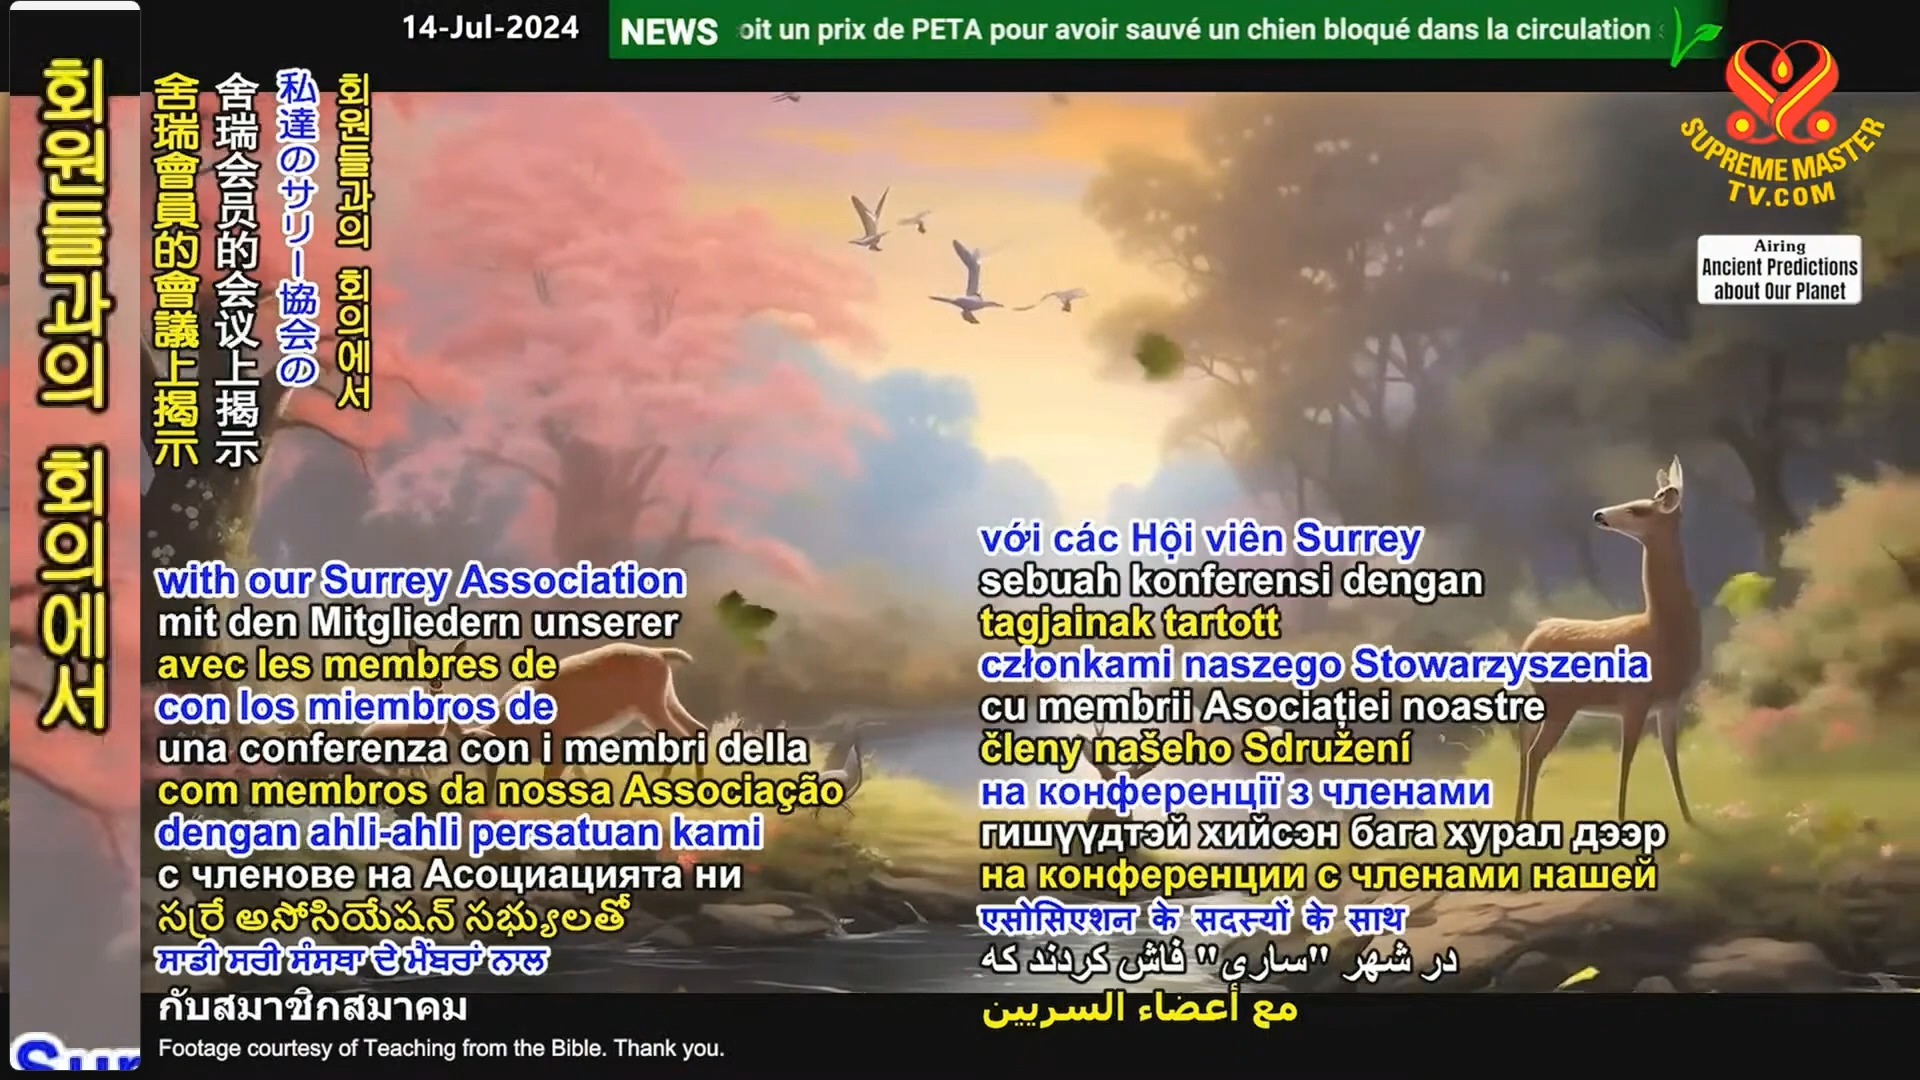 14-Jul-2024
NEWS
oit un prix de PETA pour avoir sauvé un chien bloqué dans la circulation
SUPREME MASTER
TV.COM
Airing
Ancient Predictions
about Our Planet
회원들과의 회의에서
舍瑞會員的會議上揭示
舍瑞会员的会议上揭示
私達のサリー協会の
회원들과의 회의에서
with our Surrey Association
mit den Mitgliedern unserer
avec les membres de
con los miembros de
una conferenza con i membri della
com membros da nossa Associação
dengan ahli-ahli persatuan kami
с членове на Асоциацията ни
సర్రే అసోసియేషన్ సభ్యులతో
ਸਾਡੀ ਸਰੀ ਸੰਸਥਾ ਦੇ ਮੈਂਬਰਾਂ ਨਾਲ
กับสมาชิกสมาคม
với các Hội viên Surrey
sebuah konferensi dengan
tagjainak tartott
członkami naszego Stowarzyszenia
cu membrii Asociației noastre
členy našeho Sdružení
на конференції з членами
гишүүдтэй хийсэн бага хурал дээр
на конференции с членами нашей
एसोसिएशन के सदस्यों के साथ
در شهر "ساری" فاش کردند که
مع أعضاء السريين
Footage courtesy of Teaching from the Bible. Thank you.